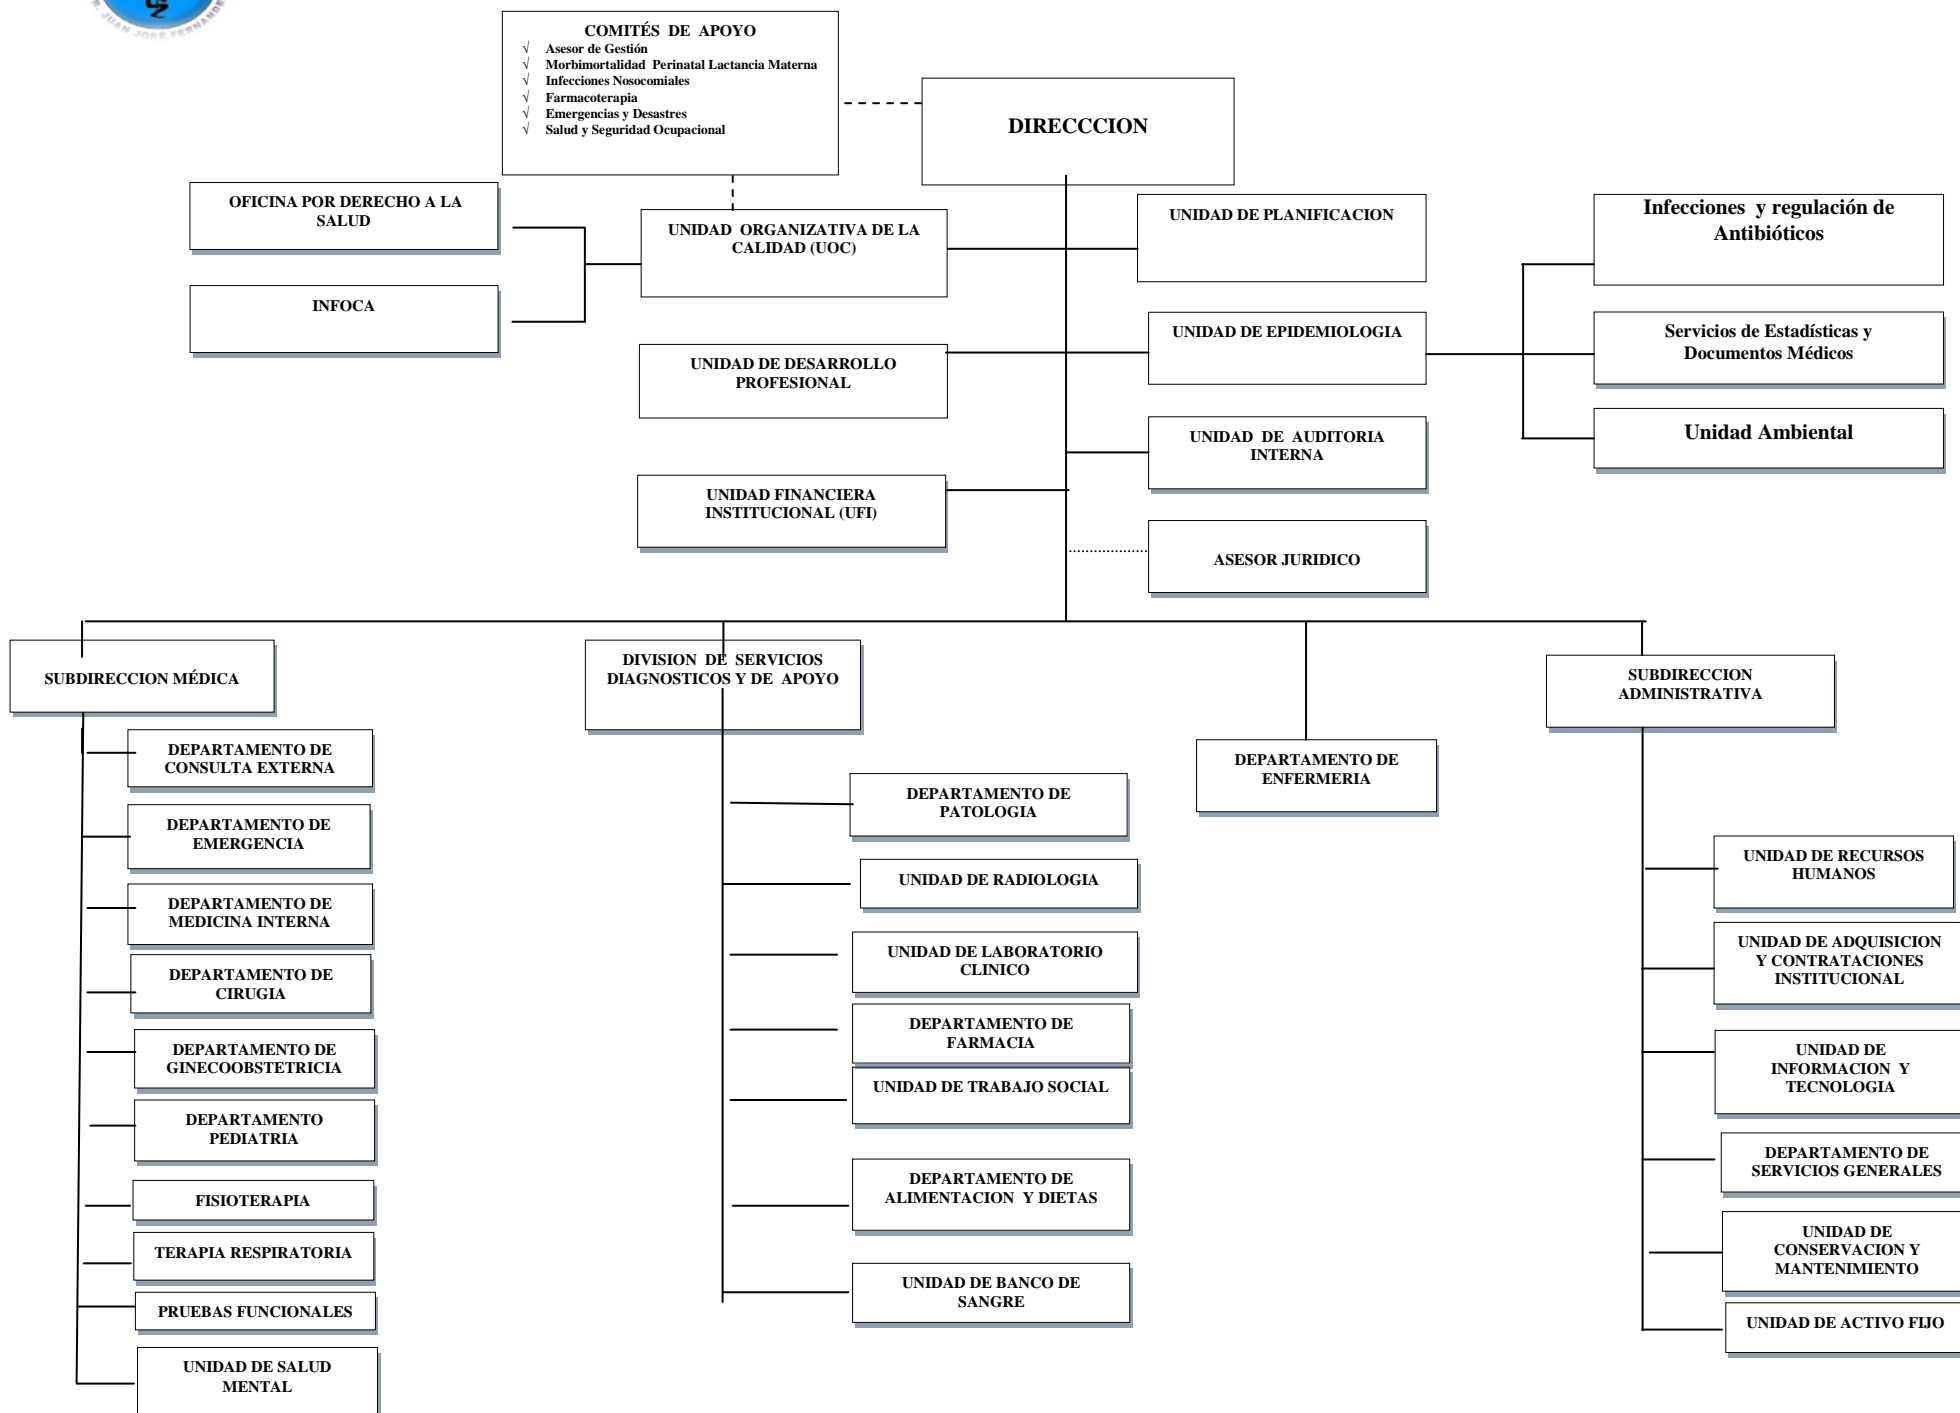 R. JUAN JOSÉ FERNANDE
COMITÉS DE APOYO
√ Asesor de Gestión
√ Morbimortalidad Perinatal Lactancia Materna
√ Infecciones Nosocomiales
√ Farmacoterapia
√ Emergencias y Desastres
√ Salud y Seguridad Ocupacional
DIRECCCION
OFICINA POR DERECHO A LA
SALUD
INFOCA
UNIDAD ORGANIZATIVA DE LA
CALIDAD (UOC)
UNIDAD DE PLANIFICACION
Infecciones y regulación de
Antibióticos
UNIDAD DE DESARROLLO
PROFESIONAL
UNIDAD DE EPIDEMIOLOGIA
Servicios de Estadísticas y
Documentos Médicos
UNIDAD FINANCIERA
INSTITUCIONAL (UFI)
UNIDAD DE AUDITORIA
INTERNA
Unidad Ambiental
ASESOR JURIDICO
SUBDIRECCION MÉDICA
DEPARTAMENTO DE
CONSULTA EXTERNA
DEPARTAMENTO DE
EMERGENCIA
DEPARTAMENTO DE
MEDICINA INTERNA
DEPARTAMENTO DE
CIRUGIA
DEPARTAMENTO DE
GINECOOBSTETRICIA
DEPARTAMENTO
PEDIATRIA
FISIOTERAPIA
TERAPIA RESPIRATORIA
PRUEBAS FUNCIONALES
UNIDAD DE SALUD
MENTAL
DIVISION DE SERVICIOS
DIAGNOSTICOS Y DE APOYO
DEPARTAMENTO DE
PATOLOGIA
UNIDAD DE RADIOLOGIA
UNIDAD DE LABORATORIO
CLINICO
DEPARTAMENTO DE
FARMACIA
UNIDAD DE TRABAJO SOCIAL
DEPARTAMENTO DE
ALIMENTACION Y DIETAS
UNIDAD DE BANCO DE
SANGRE
DEPARTAMENTO DE
ENFERMERIA
SUBDIRECCION
ADMINISTRATIVA
UNIDAD DE RECURSOS
HUMANOS
UNIDAD DE ADQUISICION
Y CONTRATACIONES
INSTITUCIONAL
UNIDAD DE
INFORMACION Y
TECNOLOGIA
DEPARTAMENTO DE
SERVICIOS GENERALES
UNIDAD DE
CONSERVACION Y
MANTENIMIENTO
UNIDAD DE ACTIVO FIJO